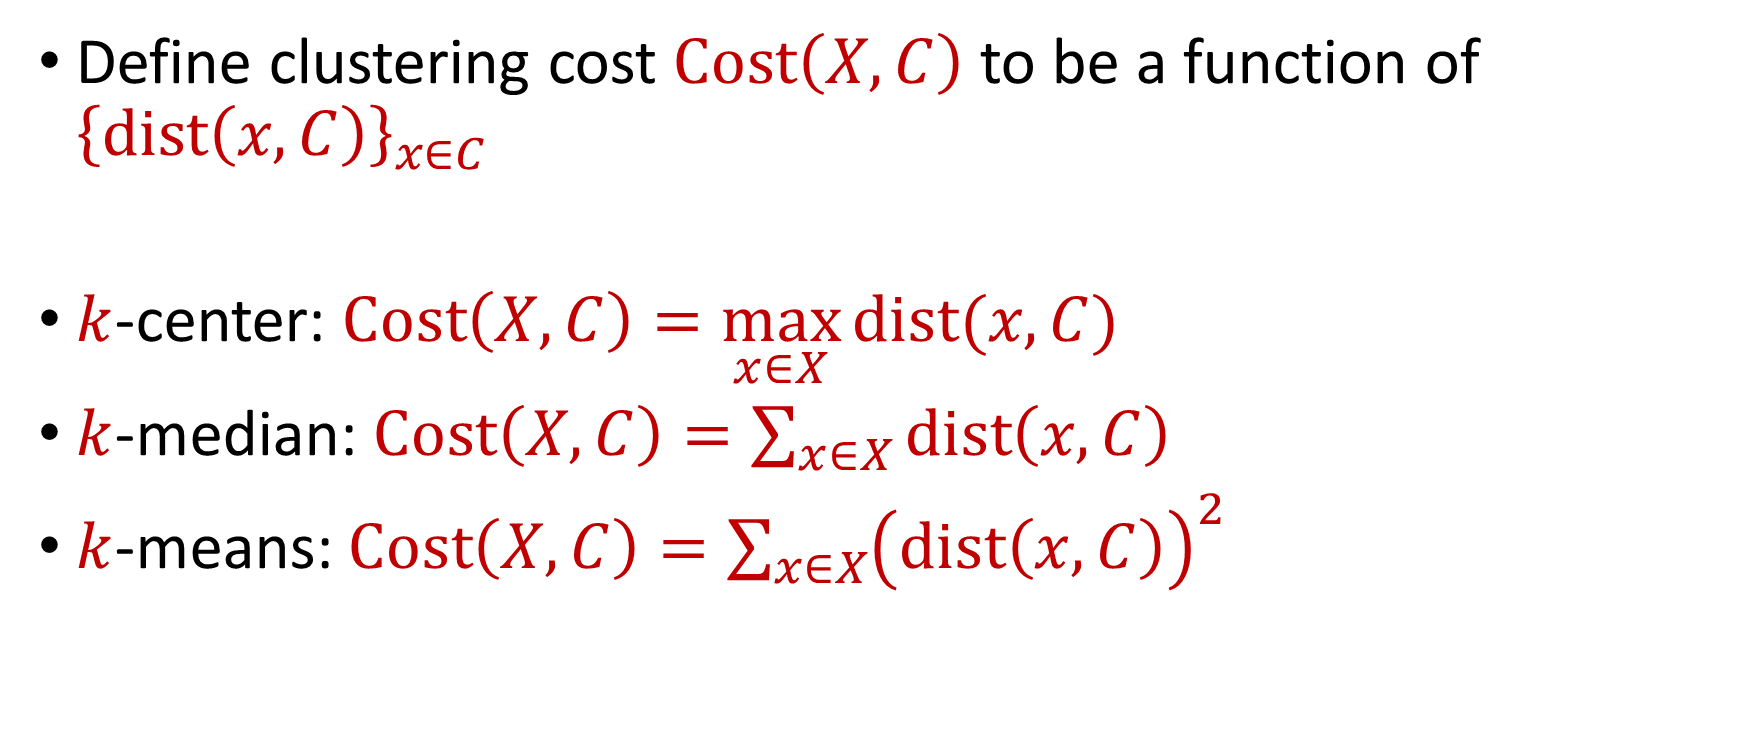 • Define clustering cost Cost(X, C) to be a function of
{dist(x, C)}ₓ∈C
• k-center: Cost(X, C) = max dist(x, C)
x∈X
• k-median: Cost(X, C) = ∑ₓ∈X dist(x, C)
• k-means: Cost(X, C) = ∑ₓ∈X(dist(x, C))²